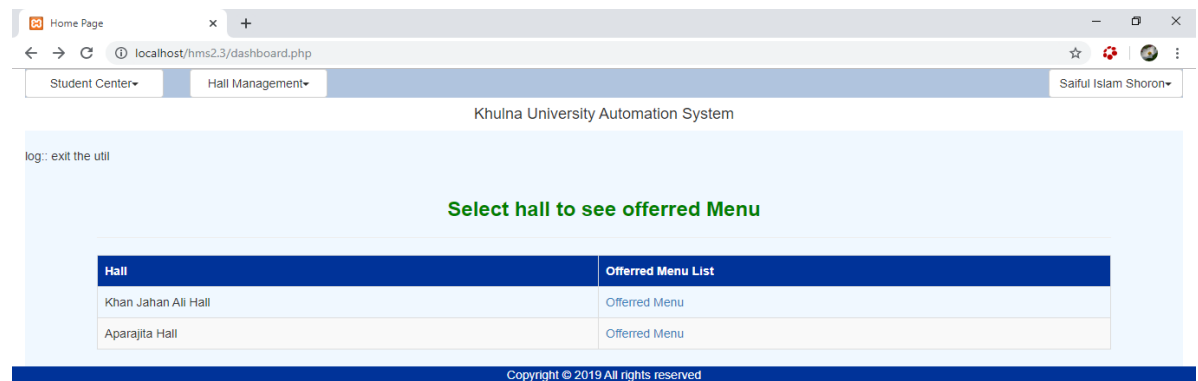 Home Page
localhost/hms2.3/dashboard.php
Student Center Hall Management Saiful Islam Shoron
Khulna University Automation System
log:: exit the util
Select hall to see offerred Menu
Hall Offerred Menu List
Khan Jahan Ali Hall Offerred Menu
Aparajita Hall Offerred Menu
Copyright © 2019 All rights reserved